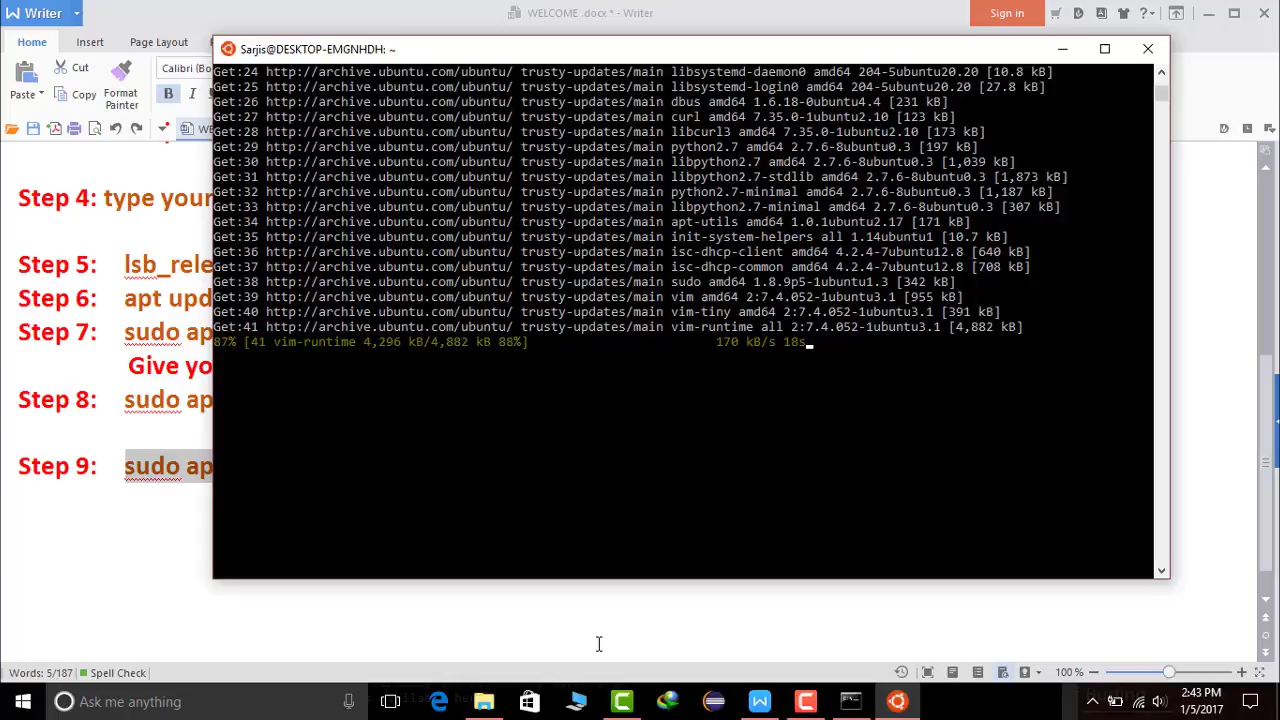 Writer
WELCOME .docx * - Writer
Sign in
Home
Insert
Page Layout
Paste
Cut
Copy
Format
Painter
Calibri (Bo
B I
Sarjis@DESKTOP-EMGNHDH: ~
Get:24 http://archive.ubuntu.com/ubuntu/ trusty-updates/main libsystemd-daemon0 amd64 204-5ubuntu20.20 [10.8 kB]
Get:25 http://archive.ubuntu.com/ubuntu/ trusty-updates/main libsystemd-login0 amd64 204-5ubuntu20.20 [27.8 kB]
Get:26 http://archive.ubuntu.com/ubuntu/ trusty-updates/main dbus amd64 1.6.18-0ubuntu4.4 [231 kB]
Get:27 http://archive.ubuntu.com/ubuntu/ trusty-updates/main curl amd64 7.35.0-1ubuntu2.10 [123 kB]
Get:28 http://archive.ubuntu.com/ubuntu/ trusty-updates/main libcurl3 amd64 7.35.0-1ubuntu2.10 [173 kB]
Get:29 http://archive.ubuntu.com/ubuntu/ trusty-updates/main python2.7 amd64 2.7.6-8ubuntu0.3 [197 kB]
Get:30 http://archive.ubuntu.com/ubuntu/ trusty-updates/main libpython2.7 amd64 2.7.6-8ubuntu0.3 [1,039 kB]
Get:31 http://archive.ubuntu.com/ubuntu/ trusty-updates/main libpython2.7-stdlib amd64 2.7.6-8ubuntu0.3 [1,873 kB]
Get:32 http://archive.ubuntu.com/ubuntu/ trusty-updates/main python2.7-minimal amd64 2.7.6-8ubuntu0.3 [1,187 kB]
Get:33 http://archive.ubuntu.com/ubuntu/ trusty-updates/main libpython2.7-minimal amd64 2.7.6-8ubuntu0.3 [307 kB]
Get:34 http://archive.ubuntu.com/ubuntu/ trusty-updates/main apt-utils amd64 1.0.1ubuntu2.17 [171 kB]
Get:35 http://archive.ubuntu.com/ubuntu/ trusty-updates/main init-system-helpers all 1.14ubuntu1 [10.7 kB]
Get:36 http://archive.ubuntu.com/ubuntu/ trusty-updates/main isc-dhcp-client amd64 4.2.4-7ubuntu12.8 [640 kB]
Get:37 http://archive.ubuntu.com/ubuntu/ trusty-updates/main isc-dhcp-common amd64 4.2.4-7ubuntu12.8 [708 kB]
Get:38 http://archive.ubuntu.com/ubuntu/ trusty-updates/main sudo amd64 1.8.9p5-1ubuntu1.3 [342 kB]
Get:39 http://archive.ubuntu.com/ubuntu/ trusty-updates/main vim amd64 2:7.4.052-1ubuntu3.1 [955 kB]
Get:40 http://archive.ubuntu.com/ubuntu/ trusty-updates/main vim-tiny amd64 2:7.4.052-1ubuntu3.1 [391 kB]
Get:41 http://archive.ubuntu.com/ubuntu/ trusty-updates/main vim-runtime all 2:7.4.052-1ubuntu3.1 [4,882 kB]
87% [41 vim-runtime 4,296 kB/4,882 kB 88%] 170 kB/s 18s
Step 4: type your
Step 5: lsb_rele
Step 6: apt upd
Step 7: sudo ap
Give yo
Step 8: sudo ap
Step 9: sudo ap
Words: 5/187
Spell Check
100 %
Ask me anything
2:43 PM
1/5/2017